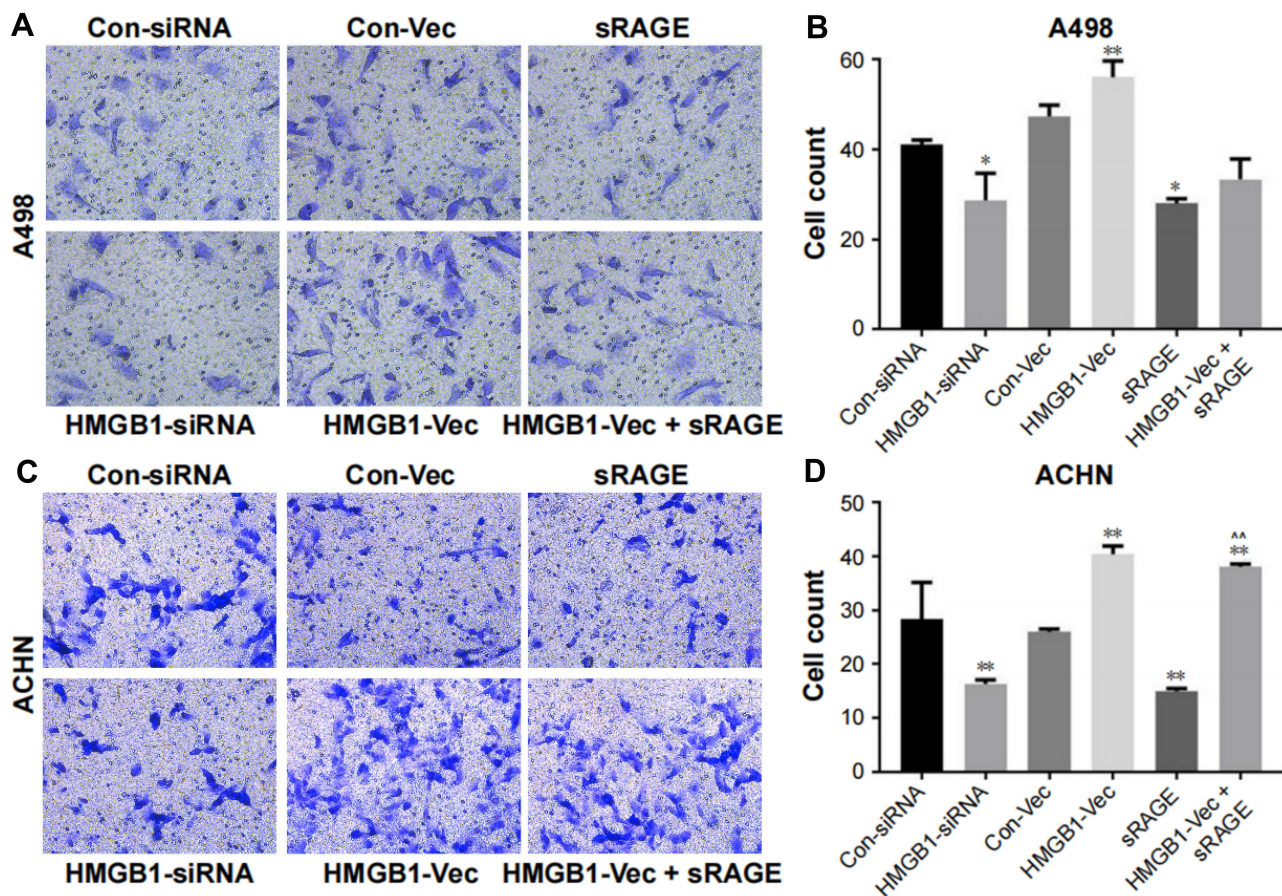 A
Con-siRNA Con-Vec sRAGE
A498
HMGB1-siRNA HMGB1-Vec HMGB1-Vec + sRAGE
B
A498
Cell count
60
40
20
0
*
**
*
Con-siRNA
HMGB1-siRNA
Con-Vec
HMGB1-Vec
sRAGE
HMGB1-Vec +
sRAGE
C
Con-siRNA Con-Vec sRAGE
ACHN
HMGB1-siRNA HMGB1-Vec HMGB1-Vec + sRAGE
D
ACHN
Cell count
50
40
30
20
10
0
**
**
**
^^
**
Con-siRNA
HMGB1-siRNA
Con-Vec
HMGB1-Vec
sRAGE
HMGB1-Vec +
sRAGE